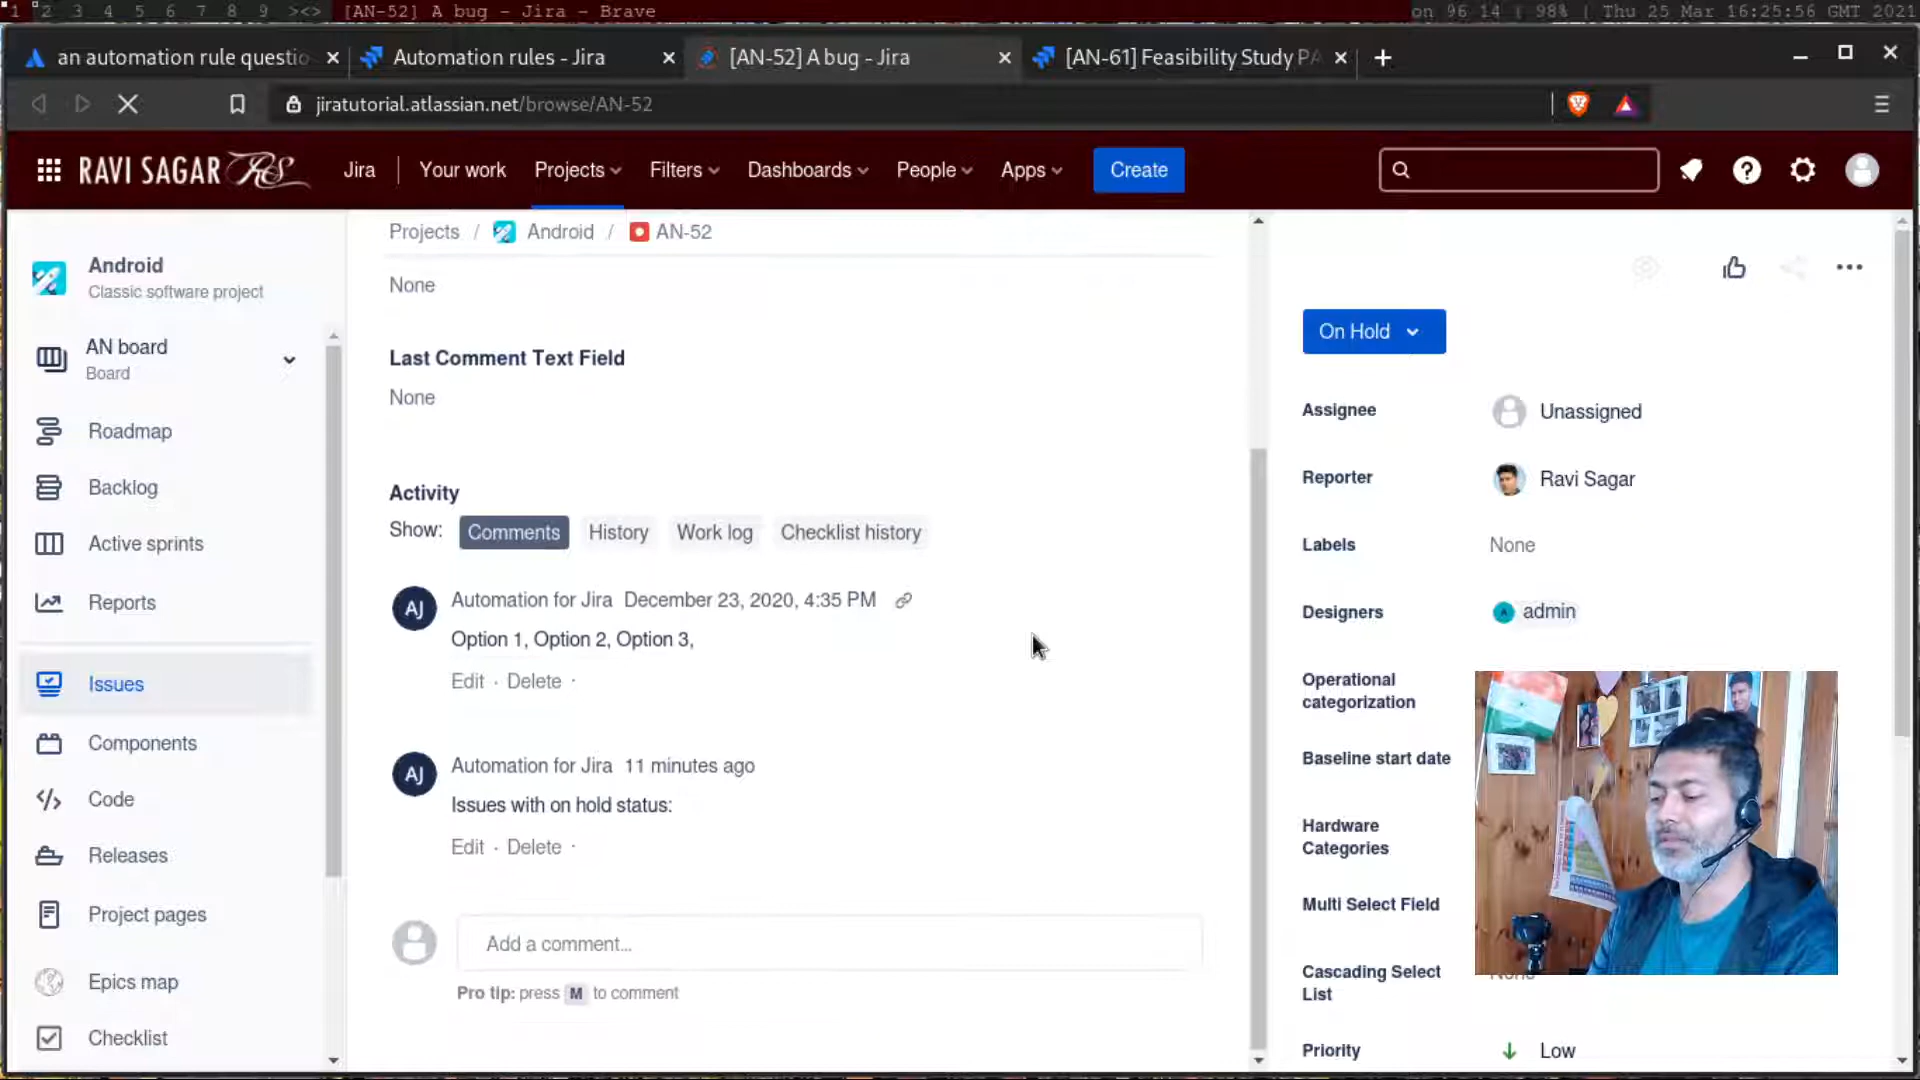 1 2 3 4 5 6 7 8 9 ><> [AN-52] A bug - Jira - Brave
on 96 14 | 98% | Thu 25 Mar 16:25:56 GMT 2021
an automation rule questio
Automation rules - Jira
[AN-52] A bug - Jira
[AN-61] Feasibility Study PA
jiratutorial.atlassian.net/browse/AN-52
RAVI SAGAR RS
Jira
Your work
Projects
Filters
Dashboards
People
Apps
Create
Android
Classic software project
AN board
Board
Roadmap
Backlog
Active sprints
Reports
Issues
Components
Code
Releases
Project pages
Epics map
Checklist
Projects / Android / AN-52
None
Last Comment Text Field
None
Activity
Show: Comments History Work log Checklist history
AJ Automation for Jira December 23, 2020, 4:35 PM
Option 1, Option 2, Option 3,
Edit · Delete ·
AJ Automation for Jira 11 minutes ago
Issues with on hold status:
Edit · Delete ·
Add a comment...
Pro tip: press M to comment
On Hold
Assignee Unassigned
Reporter Ravi Sagar
Labels None
Designers A admin
Operational
categorization
Baseline start date
Hardware
Categories
Multi Select Field
Cascading Select
List
None
Priority Low